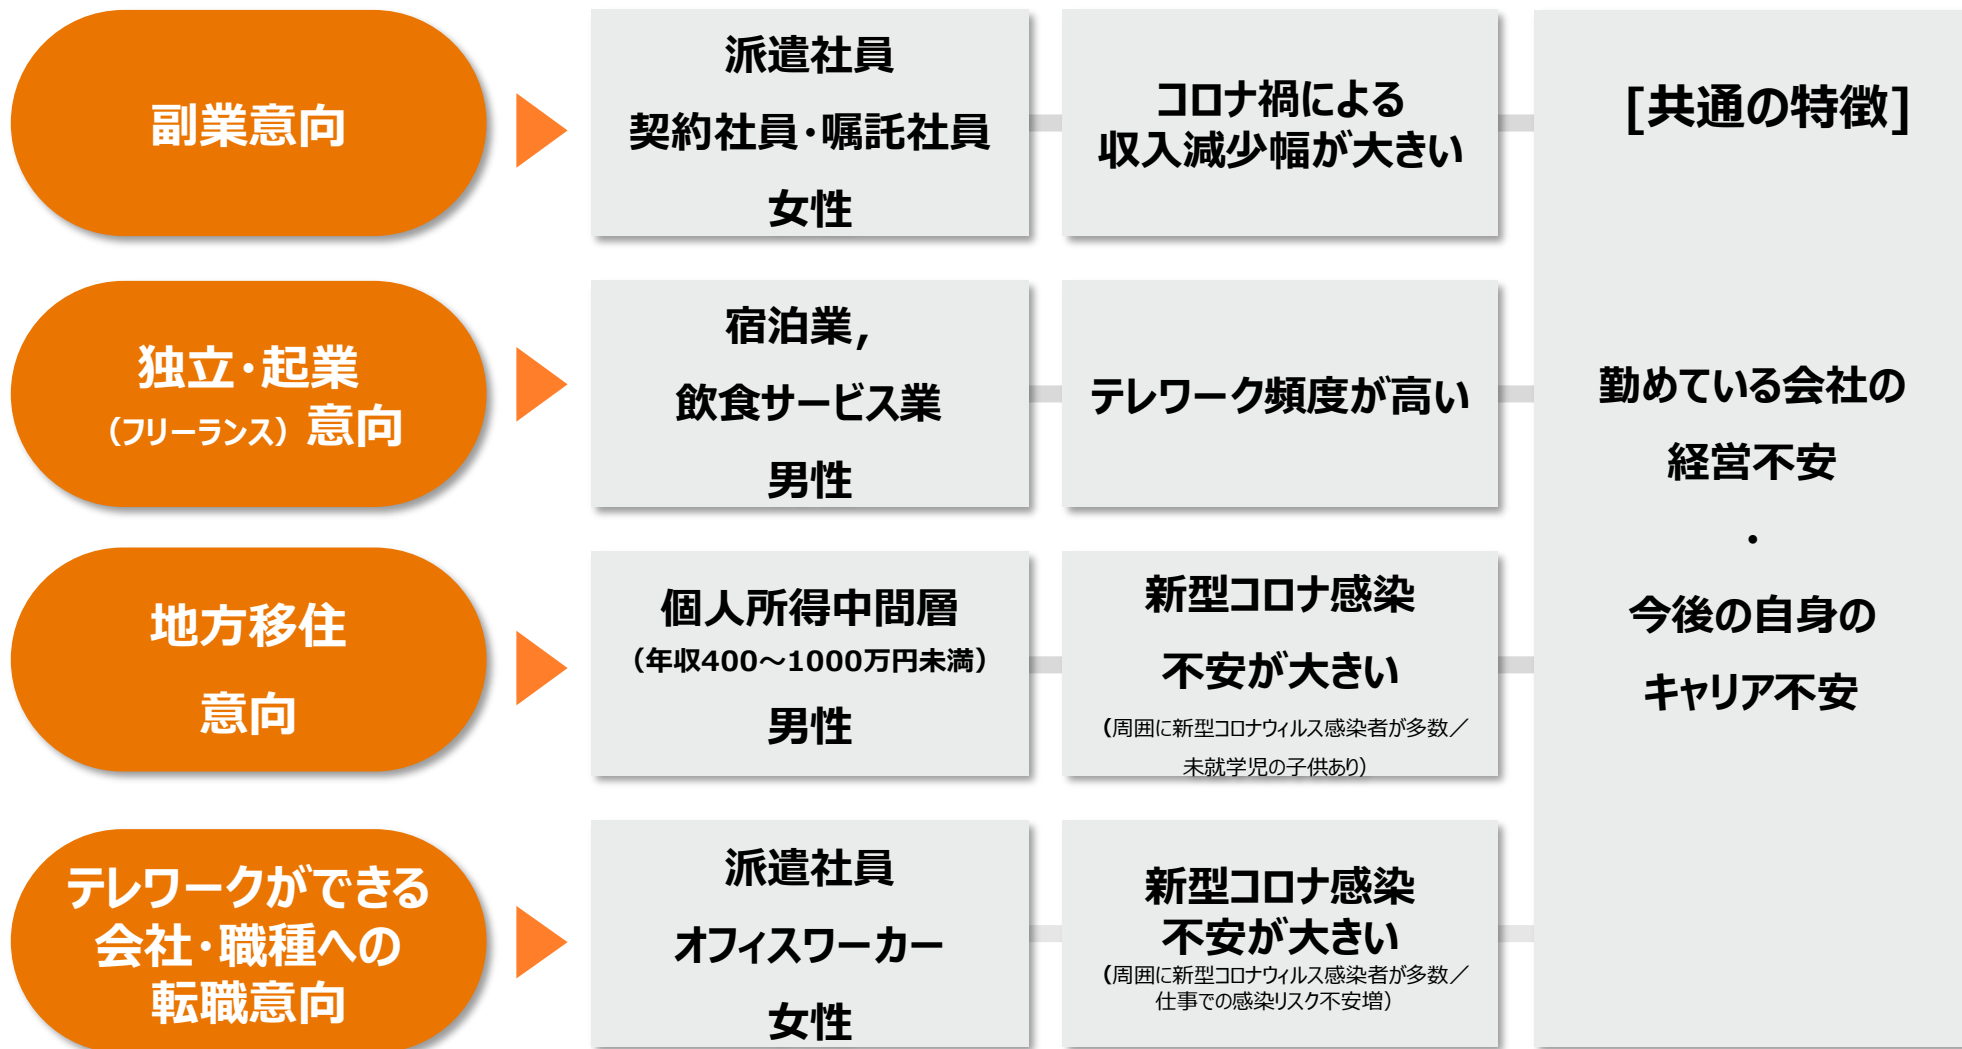 副業意向
派遣社員
契約社員・嘱託社員
女性
コロナ禍による
収入減少幅が大きい
[共通の特徴]
独立・起業
（フリーランス）意向
宿泊業,
飲食サービス業
男性
テレワーク頻度が高い
勤めている会社の
経営不安
・
今後の自身の
キャリア不安
地方移住
意向
個人所得中間層
（年収400～1000万円未満）
男性
新型コロナ感染
不安が大きい
（周囲に新型コロナウィルス感染者が多数／
未就学児の子供あり）
テレワークができる
会社・職種への
転職意向
派遣社員
オフィスワーカー
女性
新型コロナ感染
不安が大きい
（周囲に新型コロナウィルス感染者が多数／
仕事での感染リスク不安増）